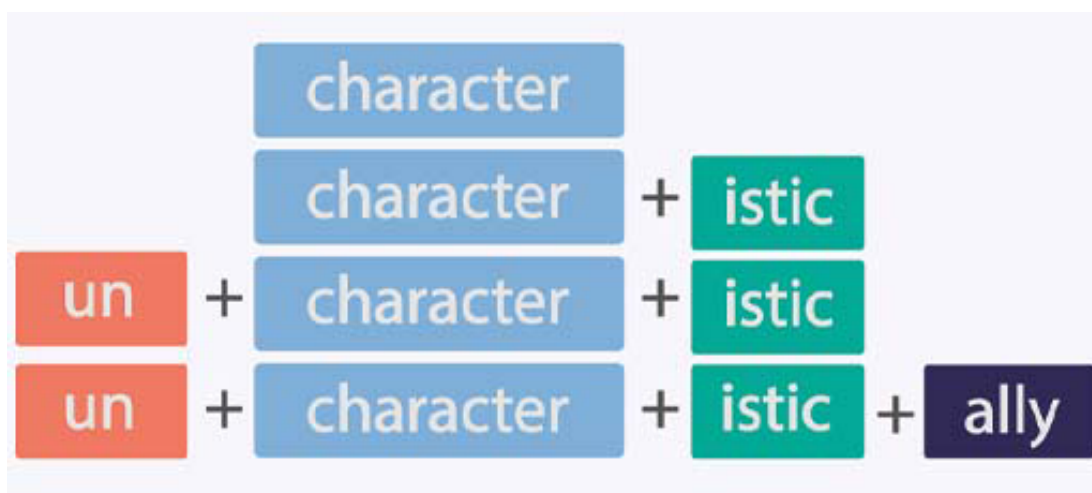 character
character + istic
un + character + istic
un + character + istic + ally